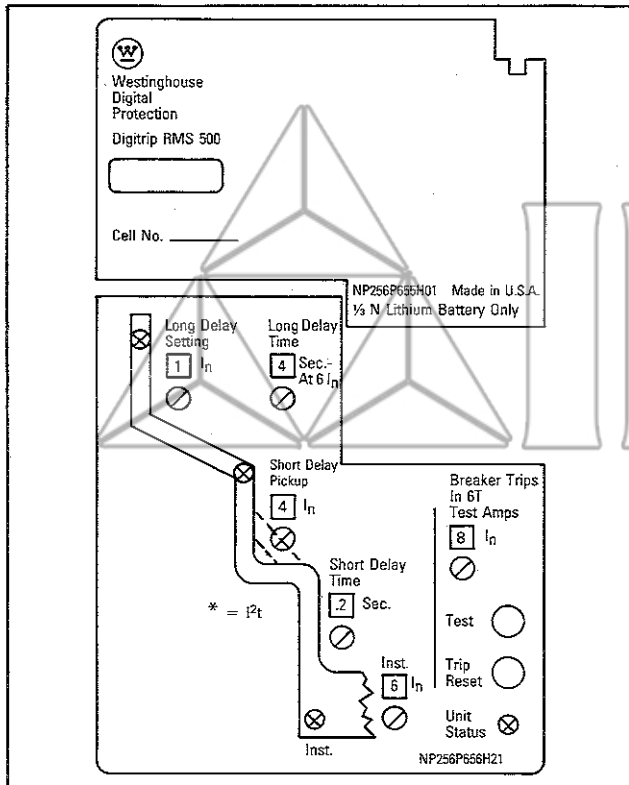 W
Westinghouse
Digital
Protection
Digitrip RMS 500
Cell No.
NP256P655H01 Made in U.S.A.
⅓ N Lithium Battery Only
Long Delay
Setting
1 In
Long Delay
Time
4 Sec.-
At 6 In
Short Delay
Pickup
4 In
Short Delay
Time
.2 Sec.
* = I²t
Inst.
6 In
Inst.
Breaker Trips
In 6T
Test Amps
8 In
Test
Trip
Reset
Unit
Status
NP256P656H21